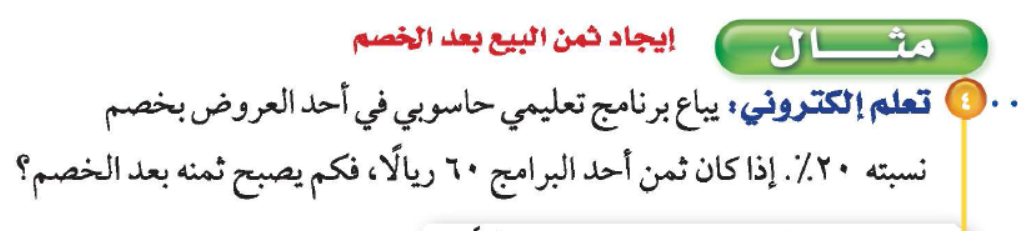 مثــــال
إيجاد ثمن البيع بعد الخصم
٤ تعلم إلكتروني: يباع برنامج تعليمي حاسوبي في أحد العروض بخصم
نسبته ٢٠٪. إذا كان ثمن أحد البرامج ٦٠ ريالًا، فكم يصبح ثمنه بعد الخصم؟